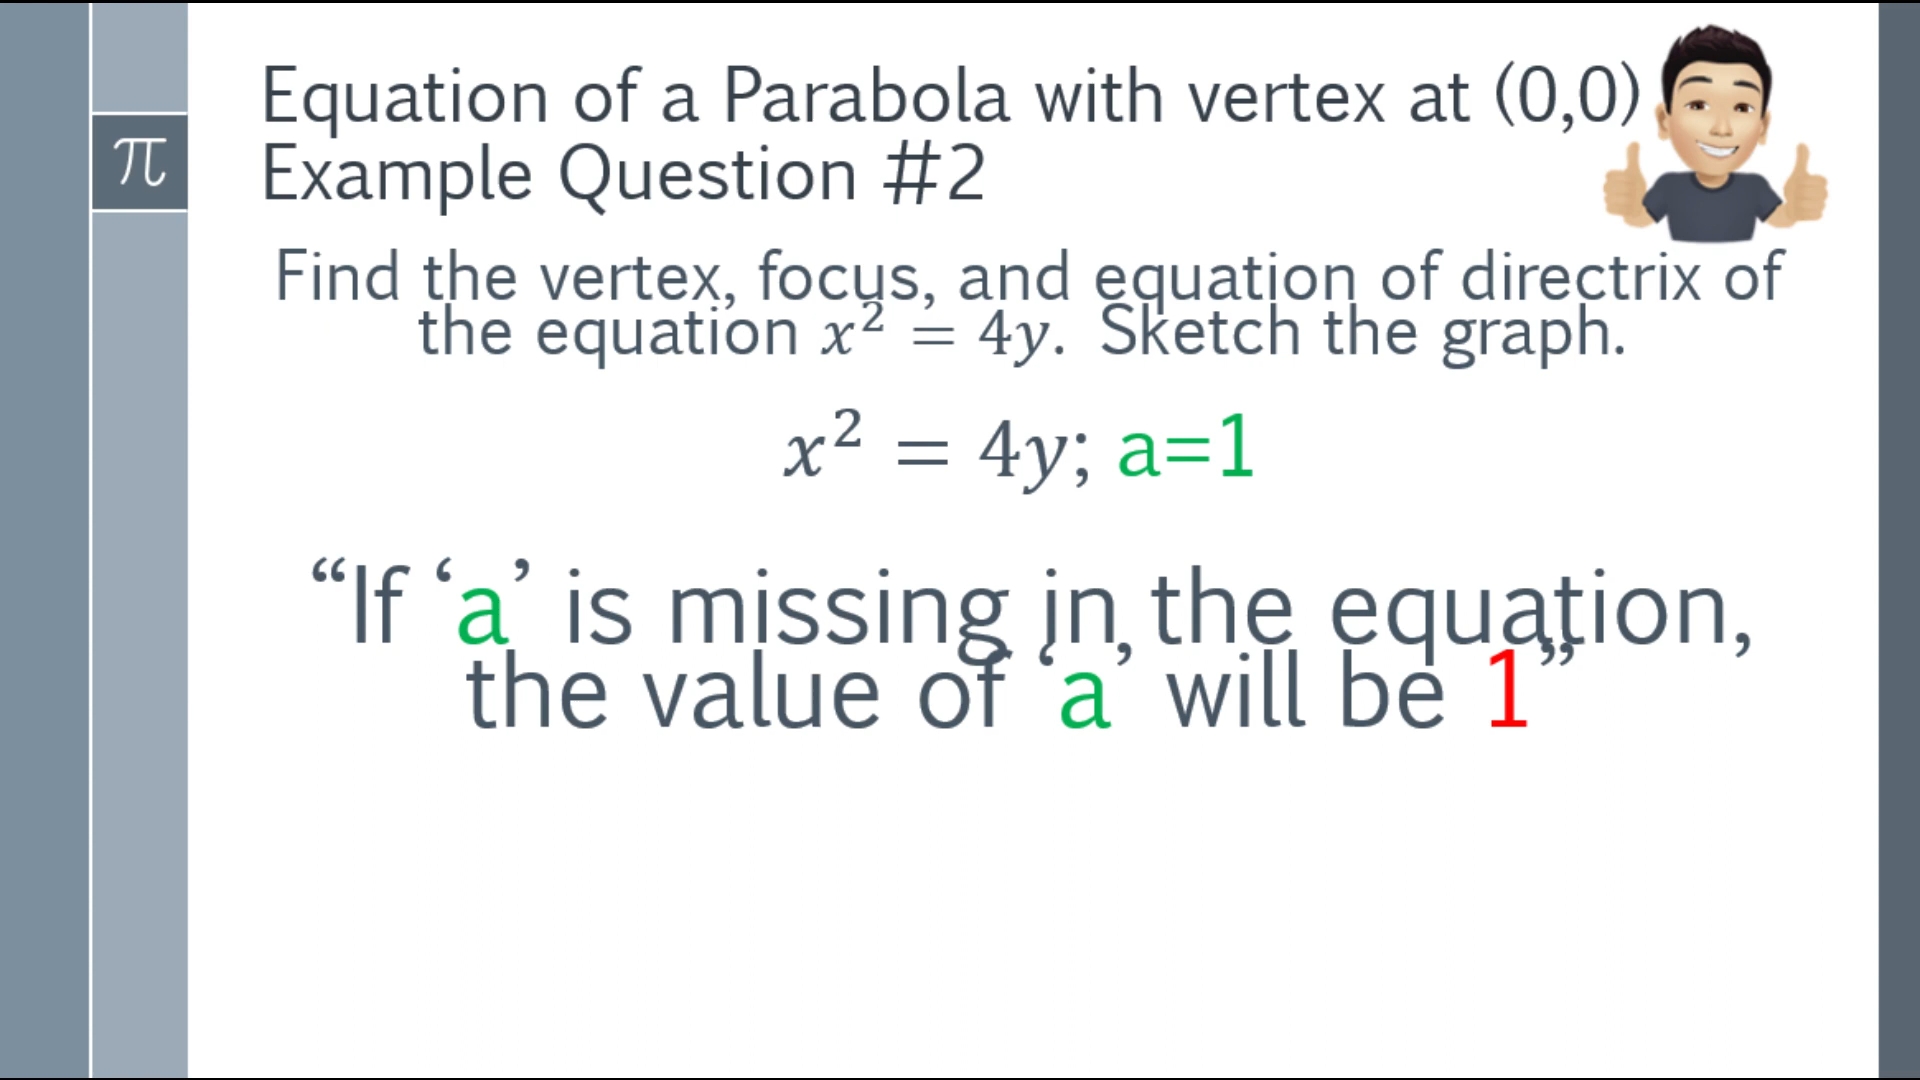 π
Equation of a Parabola with vertex at (0,0)
Example Question #2
Find the vertex, focus, and equation of directrix of
the equation x² = 4y. Sketch the graph.
x² = 4y; a=1
“If ‘a’ is missing in the equation,
the value of ‘a’ will be 1”